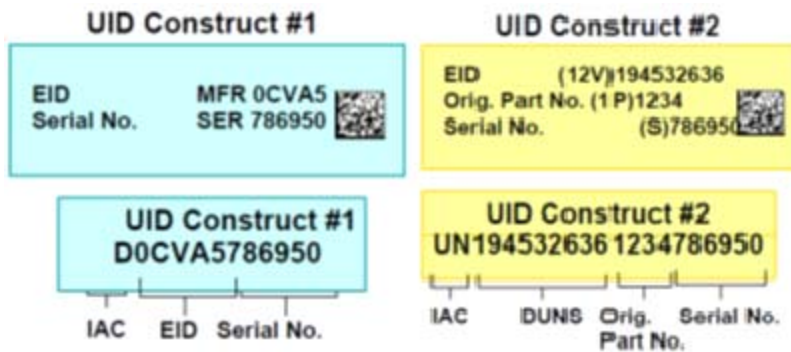 UID Construct #1
EID MFR 0CVA5
Serial No. SER 786950
UID Construct #1
D0CVA5786950
IAC EID Serial No.
UID Construct #2
EID (12V)194532636
Orig. Part No. (1P)1234
Serial No. (S)786950
UID Construct #2
UN1945326361234786950
IAC DUNS Orig. Part No. Serial No.